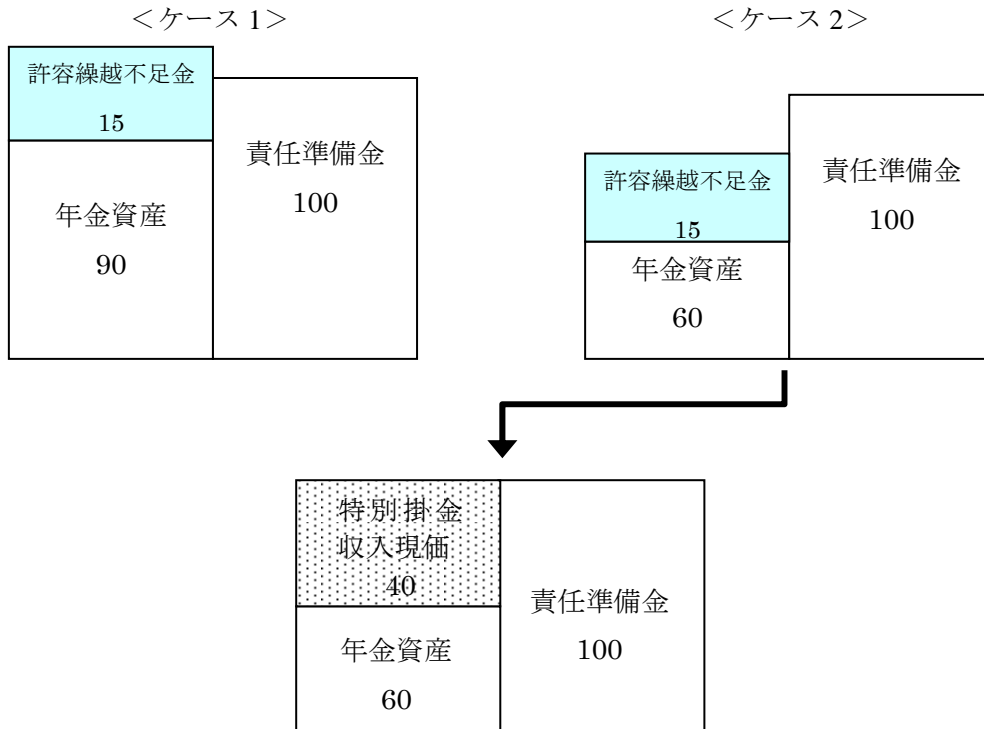 <ケース 1>
許容繰越不足金
15
年金資産
90
責任準備金
100
<ケース 2>
許容繰越不足金
15
年金資産
60
責任準備金
100
特別掛金
収入現価
40
年金資産
60
責任準備金
100